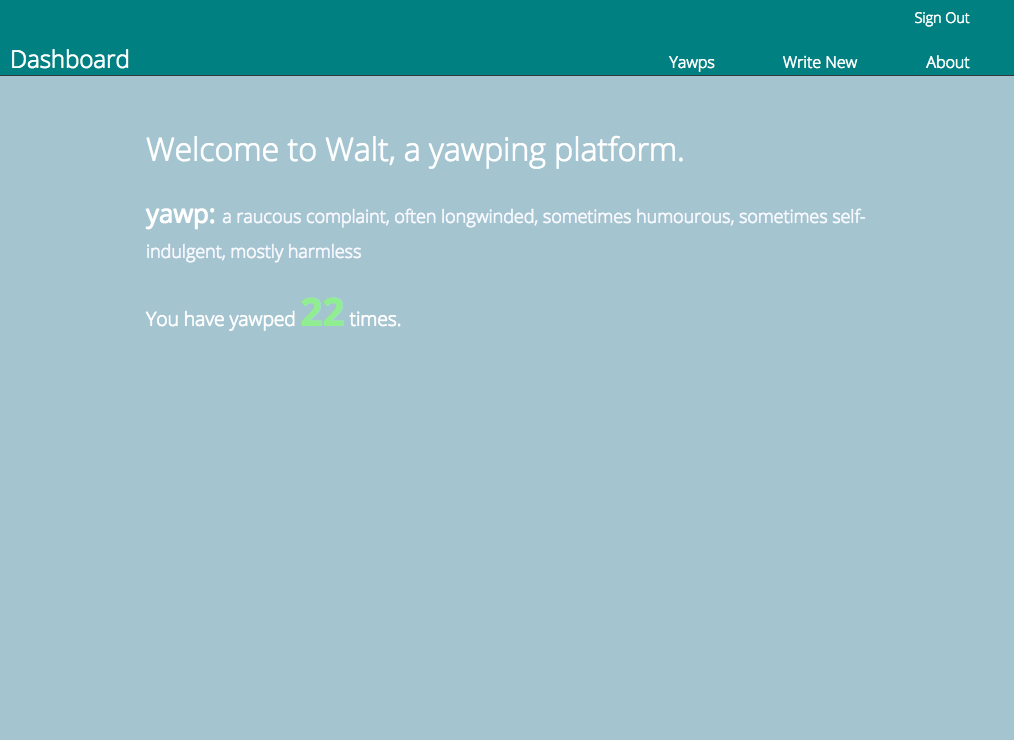 Sign Out
Dashboard Yawps Write New About
Welcome to Walt, a yawping platform.
yawp: a raucous complaint, often longwinded, sometimes humourous, sometimes self-
indulgent, mostly harmless
You have yawped 22 times.